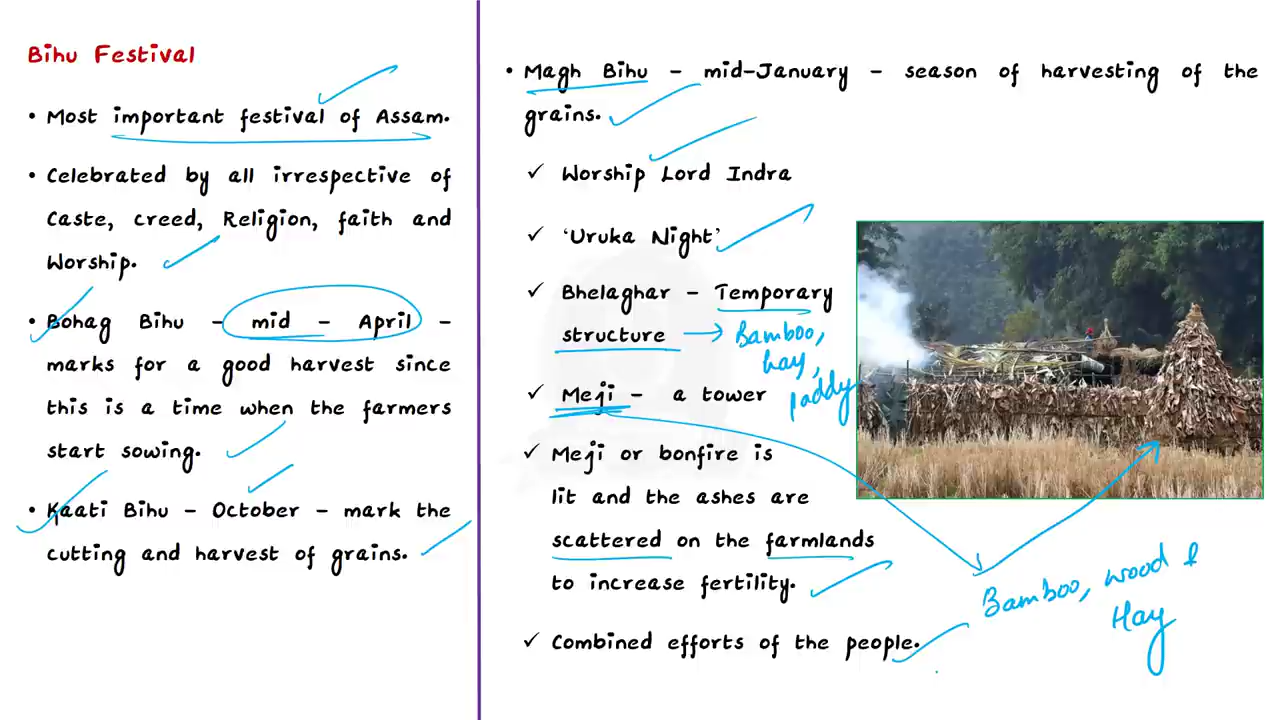 Bihu Festival
• Most important festival of Assam.
• Celebrated by all irrespective of
Caste, creed, Religion, faith and
Worship.
• Bohag Bihu - mid - April -
marks for a good harvest since
this is a time when the farmers
start sowing.
• Kaati Bihu - October - mark the
cutting and harvest of grains.
• Magh Bihu - mid-January - season of harvesting of the
grains.
✓ Worship Lord Indra
✓ 'Uruka Night'
✓ Bhelaghar - Temporary
structure → Bamboo,
hay,
paddy
✓ Meji - a tower
✓ Meji or bonfire is
lit and the ashes are
scattered on the farmlands
to increase fertility.
✓ Combined efforts of the people.
Bamboo, wood &
Hay